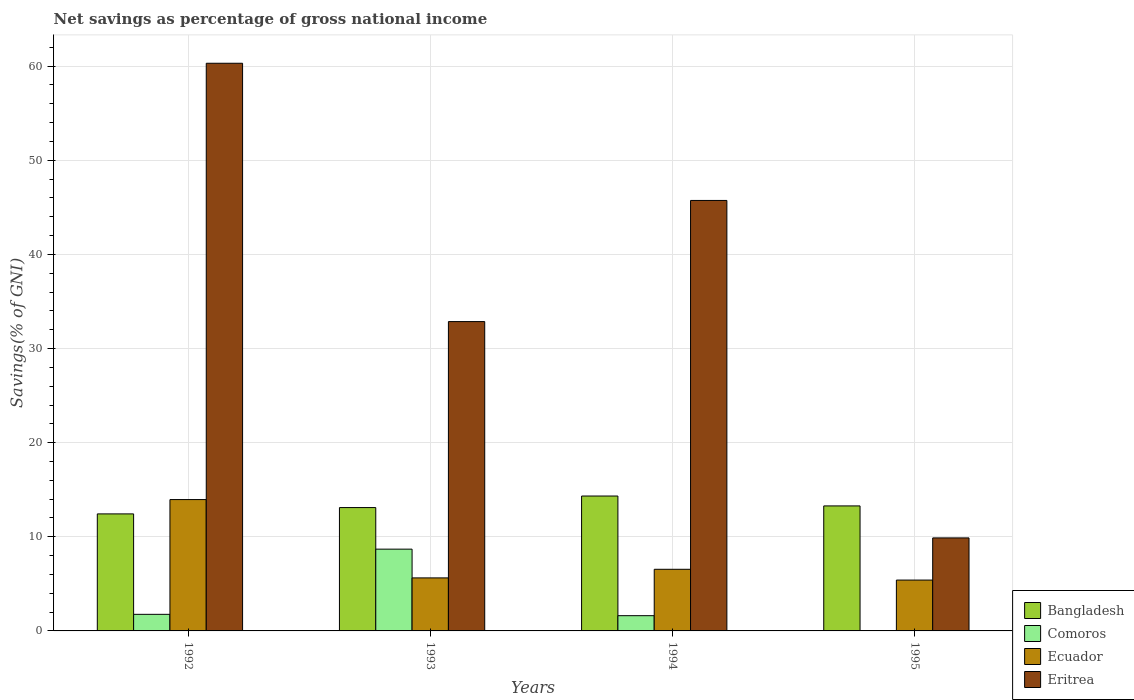 Net savings as percentage of gross national income
Savings(% of GNI)
60
50
40
30
20
10
0
1992
1993
1994
1995
Years
Bangladesh
Comoros
Ecuador
Eritrea